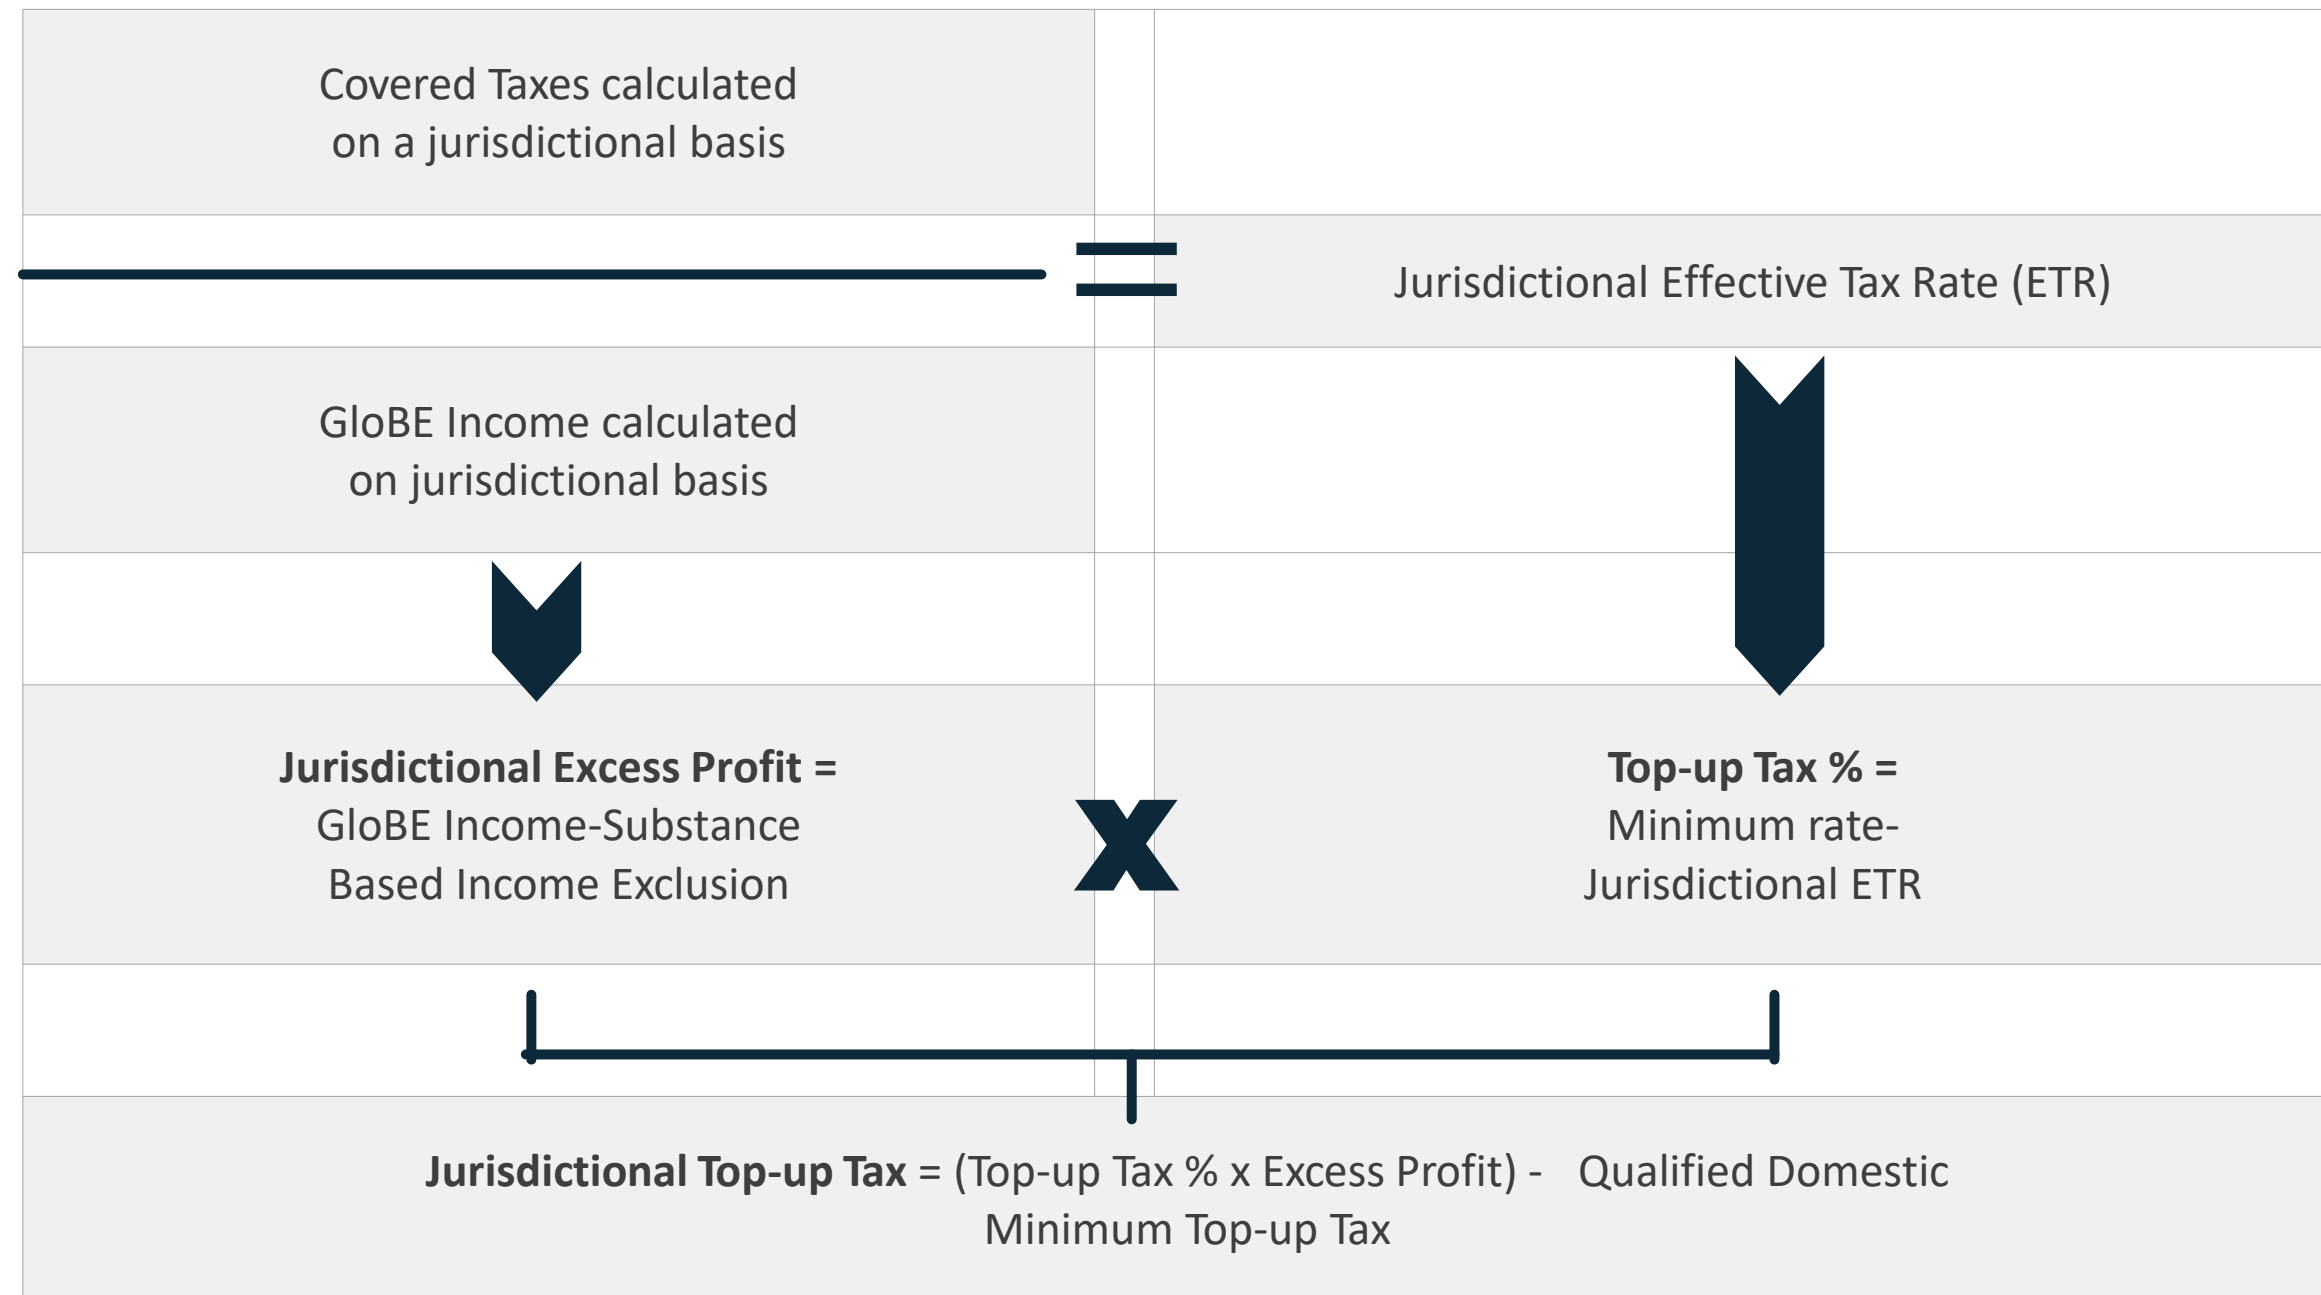 Covered Taxes calculated
on a jurisdictional basis
=
Jurisdictional Effective Tax Rate (ETR)
GloBE Income calculated
on jurisdictional basis
Jurisdictional Excess Profit =
GloBE Income-Substance
Based Income Exclusion
x
Top-up Tax % =
Minimum rate-
Jurisdictional ETR
Jurisdictional Top-up Tax = (Top-up Tax % x Excess Profit) - Qualified Domestic
Minimum Top-up Tax